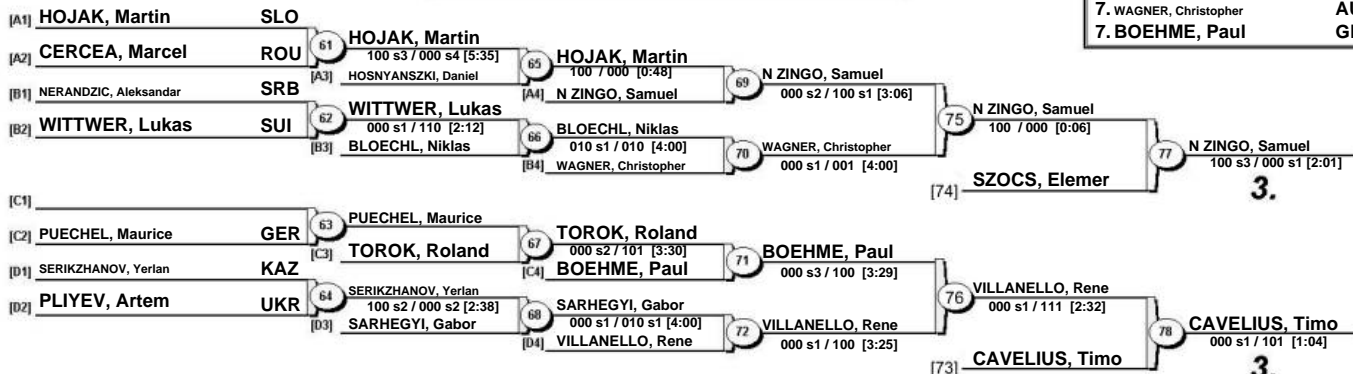 7. WAGNER, Christopher
7. BOEHME, Paul
[A1] HOJAK, Martin SLO
[A2] CERCEA, Marcel ROU
61 HOJAK, Martin
100 s3 / 000 s4 [5:35]
[A3] HOSNYANSZKI, Daniel
65 HOJAK, Martin
100 / 000 [0:48]
[A4] N ZINGO, Samuel
69 N ZINGO, Samuel
000 s2 / 100 s1 [3:06]
[B1] NERANDZIC, Aleksandar SRB
[B2] WITTWER, Lukas SUI
62 WITTWER, Lukas
000 s1 / 110 [2:12]
[B3] BLOECHL, Niklas
66 BLOECHL, Niklas
010 s1 / 010 [4:00]
[B4] WAGNER, Christopher
70 WAGNER, Christopher
000 s1 / 001 [4:00]
75 N ZINGO, Samuel
100 / 000 [0:06]
[74] SZOCS, Elemer
77 N ZINGO, Samuel
100 s3 / 000 s1 [2:01]
3.
[C1]
[C2] PUECHEL, Maurice GER
63 PUECHEL, Maurice
[C3] TOROK, Roland
67 TOROK, Roland
000 s2 / 101 [3:30]
[C4] BOEHME, Paul
71 BOEHME, Paul
000 s3 / 100 [3:29]
[D1] SERIKZHANOV, Yerlan KAZ
[D2] PLIYEV, Artem UKR
64 SERIKZHANOV, Yerlan
100 s2 / 000 s2 [2:38]
[D3] SARHEGYI, Gabor
68 SARHEGYI, Gabor
000 s1 / 010 s1 [4:00]
[D4] VILLANELLO, Rene
72 VILLANELLO, Rene
000 s1 / 100 [3:25]
76 VILLANELLO, Rene
000 s1 / 111 [2:32]
[73] CAVELIUS, Timo
78 CAVELIUS, Timo
000 s1 / 101 [1:04]
3.